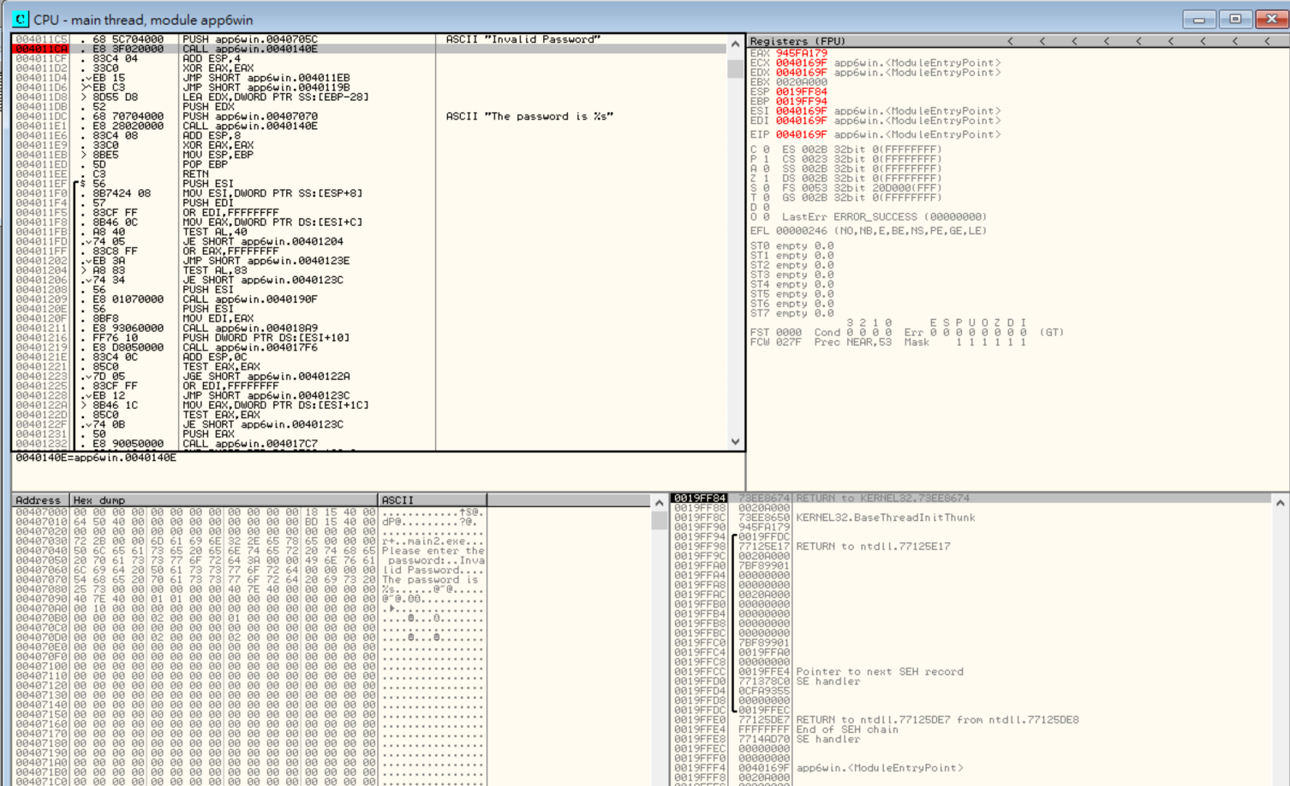 CPU - main thread, module app6win
004011C5 . 68 5C704000 PUSH app6win.0040705C ASCII "Invalid Password"
004011CA . E8 3F020000 CALL app6win.0040140E
004011CF . 83C4 04 ADD ESP,4
004011D2 . 33C0 XOR EAX,EAX
004011D4 .vEB 15 JMP SHORT app6win.004011EB
004011D6 >^EB C3 JMP SHORT app6win.0040119B
004011D8 > 8D55 D8 LEA EDX,DWORD PTR SS:[EBP-28]
004011DB . 52 PUSH EDX
004011DC . 68 70704000 PUSH app6win.00407070 ASCII "The password is %s"
004011E1 . E8 28020000 CALL app6win.0040140E
004011E6 . 83C4 08 ADD ESP,8
004011E9 . 33C0 XOR EAX,EAX
004011EB > 8BE5 MOV ESP,EBP
004011ED . 5D POP EBP
004011EE . C3 RETN
004011EF $ 56 PUSH ESI
004011F0 . 8B7424 08 MOV ESI,DWORD PTR SS:[ESP+8]
004011F4 . 57 PUSH EDI
004011F5 . 83CF FF OR EDI,FFFFFFFF
004011F8 . 8B46 0C MOV EAX,DWORD PTR DS:[ESI+C]
004011FB . A8 40 TEST AL,40
004011FD .v74 05 JE SHORT app6win.00401204
004011FF . 83C8 FF OR EAX,FFFFFFFF
00401202 .vEB 3A JMP SHORT app6win.0040123E
00401204 > A8 83 TEST AL,83
00401206 .v74 34 JE SHORT app6win.0040123C
00401208 . 56 PUSH ESI
00401209 . E8 01070000 CALL app6win.0040190F
0040120E . 56 PUSH ESI
0040120F . 8BF8 MOV EDI,EAX
00401211 . E8 93060000 CALL app6win.004018A9
00401216 . FF76 10 PUSH DWORD PTR DS:[ESI+10]
00401219 . E8 D8050000 CALL app6win.004017F6
0040121E . 83C4 0C ADD ESP,0C
00401221 . 85C0 TEST EAX,EAX
00401223 .v7D 05 JGE SHORT app6win.0040122A
00401225 . 83CF FF OR EDI,FFFFFFFF
00401228 .vEB 12 JMP SHORT app6win.0040123C
0040122A > 8B46 1C MOV EAX,DWORD PTR DS:[ESI+1C]
0040122D . 85C0 TEST EAX,EAX
0040122F .v74 0B JE SHORT app6win.0040123C
00401231 . 50 PUSH EAX
00401232 . E8 90050000 CALL app6win.004017C7
0040140E=app6win.0040140E
Registers (FPU) < < < < < < < < <
EAX 945FA179
ECX 0040169F app6win.<ModuleEntryPoint>
EDX 0040169F app6win.<ModuleEntryPoint>
EBX 0020A000
ESP 0019FF84
EBP 0019FF94
ESI 0040169F app6win.<ModuleEntryPoint>
EDI 0040169F app6win.<ModuleEntryPoint>
EIP 0040169F app6win.<ModuleEntryPoint>
C 0 ES 002B 32bit 0(FFFFFFFF)
P 1 CS 0023 32bit 0(FFFFFFFF)
A 0 SS 002B 32bit 0(FFFFFFFF)
Z 1 DS 002B 32bit 0(FFFFFFFF)
S 0 FS 0053 32bit 20D000(FFF)
T 0 GS 002B 32bit 0(FFFFFFFF)
D 0
O 0 LastErr ERROR_SUCCESS (00000000)
EFL 00000246 (NO,NB,E,BE,NS,PE,GE,LE)
ST0 empty 0.0
ST1 empty 0.0
ST2 empty 0.0
ST3 empty 0.0
ST4 empty 0.0
ST5 empty 0.0
ST6 empty 0.0
ST7 empty 0.0
3 2 1 0 E S P U O Z D I
FST 0000 Cond 0 0 0 0 Err 0 0 0 0 0 0 0 0 (GT)
FCW 027F Prec NEAR,53 Mask 1 1 1 1 1 1
Address Hex dump ASCII
00407000 00 00 00 00 00 00 00 00 00 00 00 00 18 15 40 00
00407010 64 50 40 00 00 00 00 00 00 00 00 00 BD 15 40 00
00407020 00 00 00 00 00 00 00 00 00 00 00 00 00 00 00 00
00407030 72 2B 00 00 6D 61 69 6E 32 2E 65 78 65 00 00 00 r+..main2.exe...
00407040 50 6C 65 61 73 65 20 65 6E 74 65 72 20 74 68 65 Please enter the
00407050 20 70 61 73 73 77 6F 72 64 3A 00 00 49 6E 76 61 password:..Inva
00407060 6C 69 64 20 50 61 73 73 77 6F 72 64 00 00 00 00 lid Password....
00407070 54 68 65 20 70 61 73 73 77 6F 72 64 20 69 73 20 The password is
00407080 25 73 00 00 00 00 00 00 40 7E 40 00 00 00 00 00 %s......@~@.....
00407090 40 7E 40 00 01 01 00 00 00 00 00 00 00 00 00 00
004070A0 00 10 00 00 00 00 00 00 00 00 00 00 00 00 00 00
004070B0 00 00 00 00 02 00 00 00 01 00 00 00 00 00 00 00
004070C0 00 00 00 00 00 00 00 00 00 00 00 00 00 00 00 00
004070D0 00 00 00 00 02 00 00 00 02 00 00 00 00 00 00 00
004070E0 00 00 00 00 00 00 00 00 00 00 00 00 00 00 00 00
004070F0 00 00 00 00 00 00 00 00 00 00 00 00 00 00 00 00
00407100 00 00 00 00 00 00 00 00 00 00 00 00 00 00 00 00
00407110 00 00 00 00 00 00 00 00 00 00 00 00 00 00 00 00
00407120 00 00 00 00 00 00 00 00 00 00 00 00 00 00 00 00
00407130 00 00 00 00 00 00 00 00 00 00 00 00 00 00 00 00
00407140 00 00 00 00 00 00 00 00 00 00 00 00 00 00 00 00
00407150 00 00 00 00 00 00 00 00 00 00 00 00 00 00 00 00
00407160 00 00 00 00 00 00 00 00 00 00 00 00 00 00 00 00
00407170 00 00 00 00 00 00 00 00 00 00 00 00 00 00 00 00
00407180 00 00 00 00 00 00 00 00 00 00 00 00 00 00 00 00
00407190 00 00 00 00 00 00 00 00 00 00 00 00 00 00 00 00
004071A0 00 00 00 00 00 00 00 00 00 00 00 00 00 00 00 00
004071B0 00 00 00 00 00 00 00 00 00 00 00 00 00 00 00 00
004071C0 00 00 00 00 00 00 00 00 00 00 00 00 00 00 00 00
0019FF84 73EE8674 RETURN to KERNEL32.73EE8674
0019FF88 0020A000
0019FF8C 73EE8650 KERNEL32.BaseThreadInitThunk
0019FF90 945FA179
0019FF94 0019FFDC
0019FF98 77125E17 RETURN to ntdll.77125E17
0019FF9C 0020A000
0019FFA0 7BF89901
0019FFA4 00000000
0019FFA8 00000000
0019FFAC 0020A000
0019FFB0 00000000
0019FFB4 00000000
0019FFB8 00000000
0019FFBC 00000000
0019FFC0 7BF89901
0019FFC4 0019FFA0
0019FFC8 00000000
0019FFCC 0019FFE4 Pointer to next SEH record
0019FFD0 771378C0 SE handler
0019FFD4 0CFA9355
0019FFD8 00000000
0019FFDC 0019FFEC
0019FFE0 77125DE7 RETURN to ntdll.77125DE7 from ntdll.77125DE8
0019FFE4 FFFFFFFF End of SEH chain
0019FFE8 7714AD70 SE handler
0019FFEC 00000000
0019FFF0 00000000
0019FFF4 0040169F app6win.<ModuleEntryPoint>
0019FFF8 0020A000